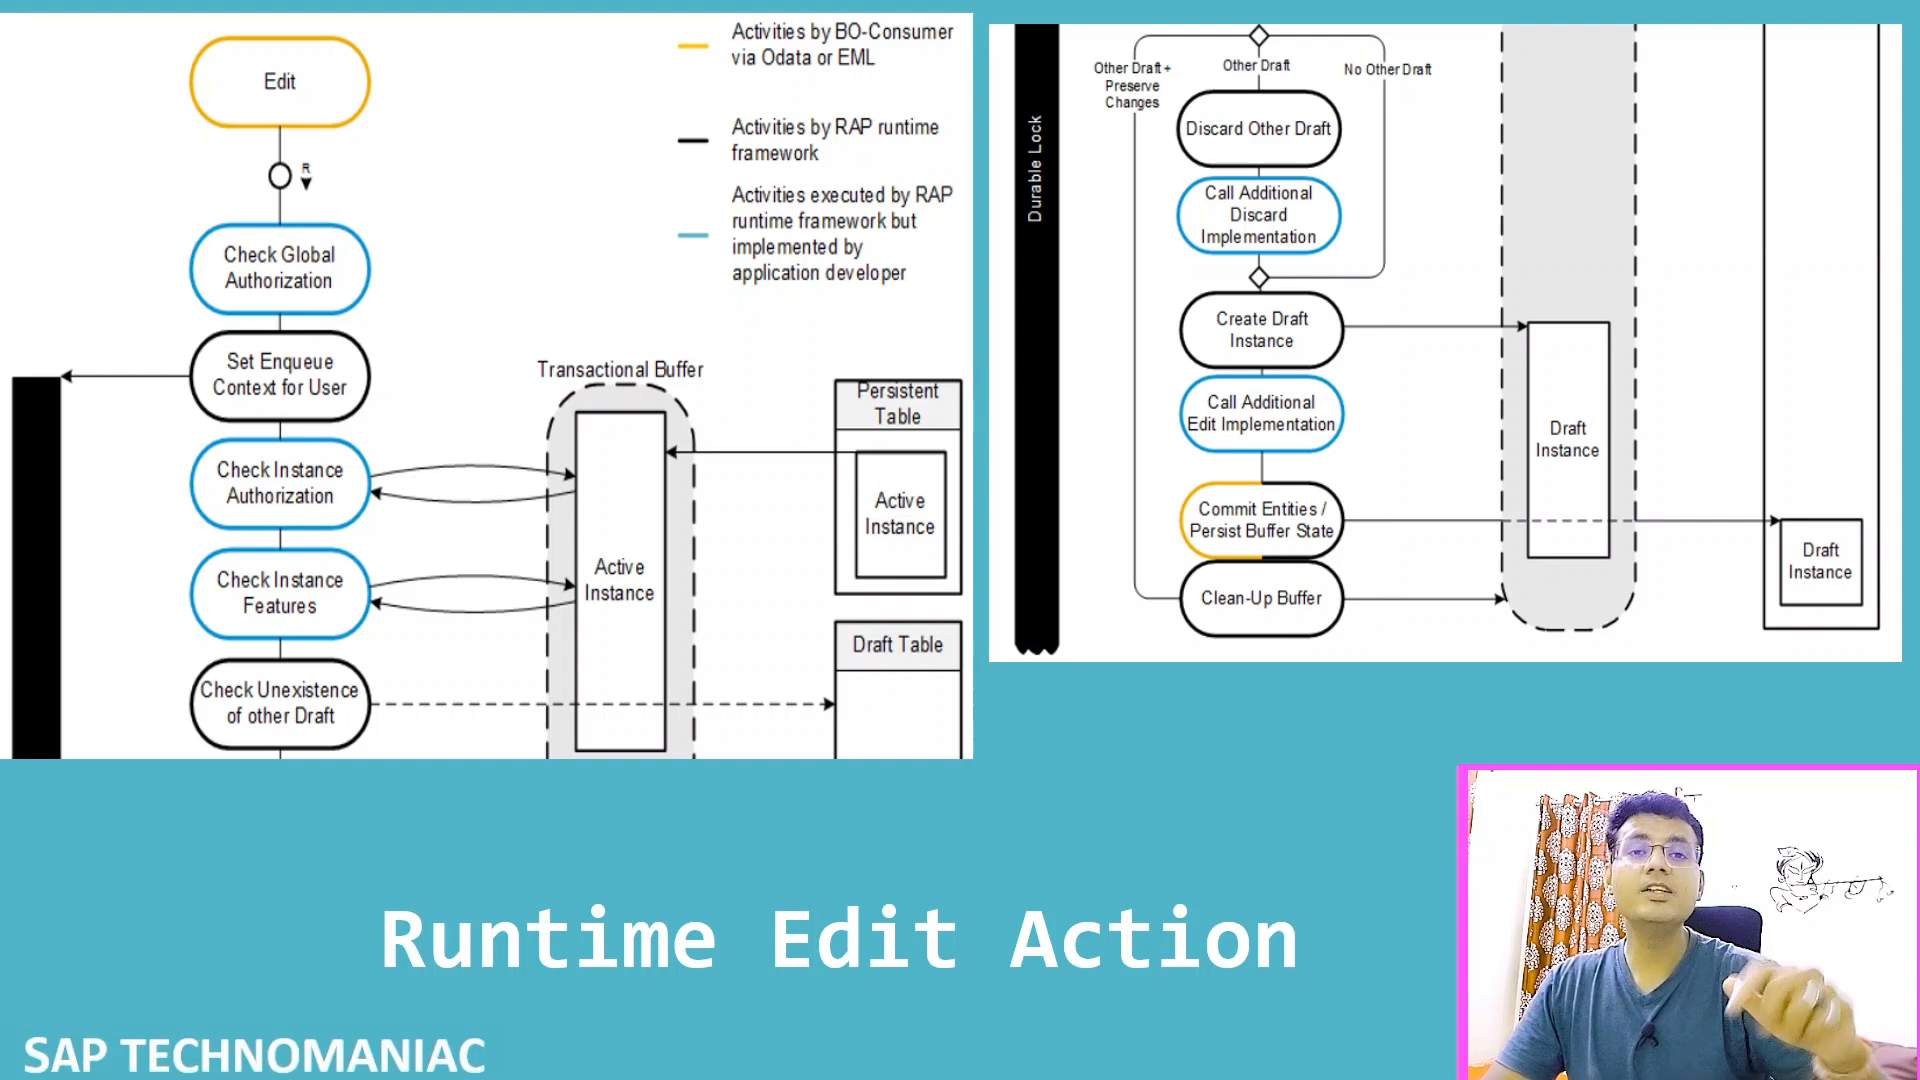 Edit
R
Check Global
Authorization
Set Enqueue
Context for User
Check Instance
Authorization
Check Instance
Features
Check Unexistence
of other Draft
Activities by BO-Consumer
via Odata or EML
Activities by RAP runtime
framework
Activities executed by RAP
runtime framework but
implemented by
application developer
Transactional Buffer
Active
Instance
Persistent
Table
Active
Instance
Draft Table
Durable Lock
Other Draft +
Preserve
Changes
Other Draft
No Other Draft
Discard Other Draft
Call Additional
Discard
Implementation
Create Draft
Instance
Call Additional
Edit Implementation
Commit Entities /
Persist Buffer State
Clean-Up Buffer
Draft
Instance
Draft
Instance
Runtime Edit Action
SAP TECHNOMANIAC